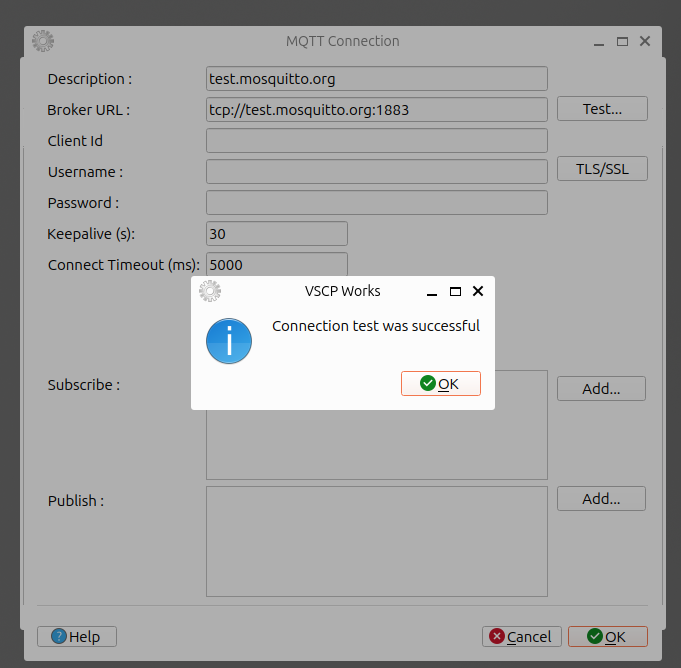 MQTT Connection
Description :
test.mosquitto.org
Broker URL :
tcp://test.mosquitto.org:1883
Test...
Client Id
Username :
TLS/SSL
Password :
Keepalive (s):
30
Connect Timeout (ms):
5000
VSCP Works
Connection test was successful
OK
Subscribe :
Add...
Publish :
Add...
Help
Cancel
OK